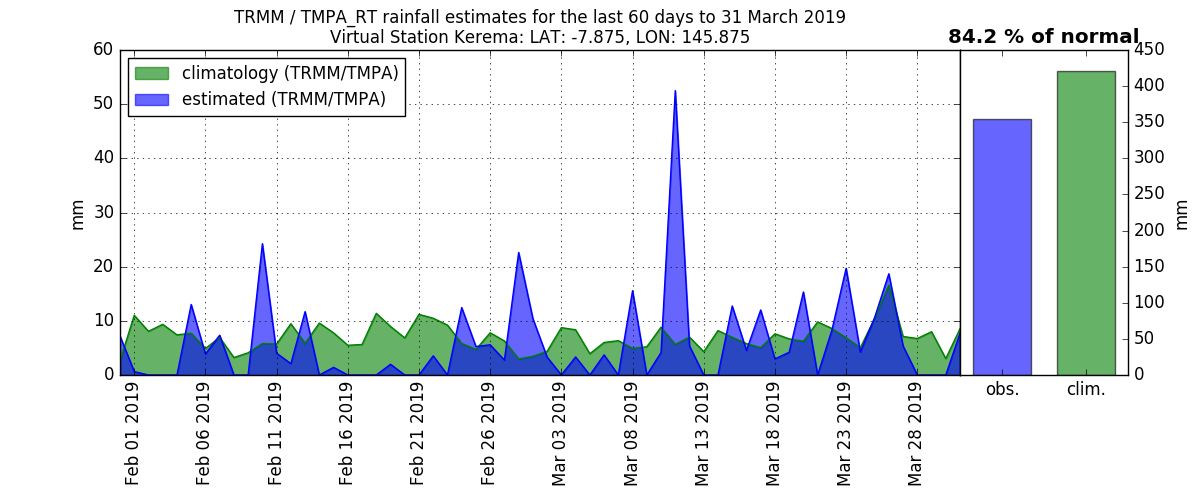 TRMM / TMPA_RT rainfall estimates for the last 60 days to 31 March 2019
Virtual Station Kerema: LAT: -7.875, LON: 145.875
84.2 % of normal
climatology (TRMM/TMPA)
estimated (TRMM/TMPA)
60
50
40
30
20
10
0
mm
Feb 01 2019
Feb 06 2019
Feb 11 2019
Feb 16 2019
Feb 21 2019
Feb 26 2019
Mar 03 2019
Mar 08 2019
Mar 13 2019
Mar 18 2019
Mar 23 2019
Mar 28 2019
obs.
clim.
450
400
350
300
250
200
150
100
50
0
mm